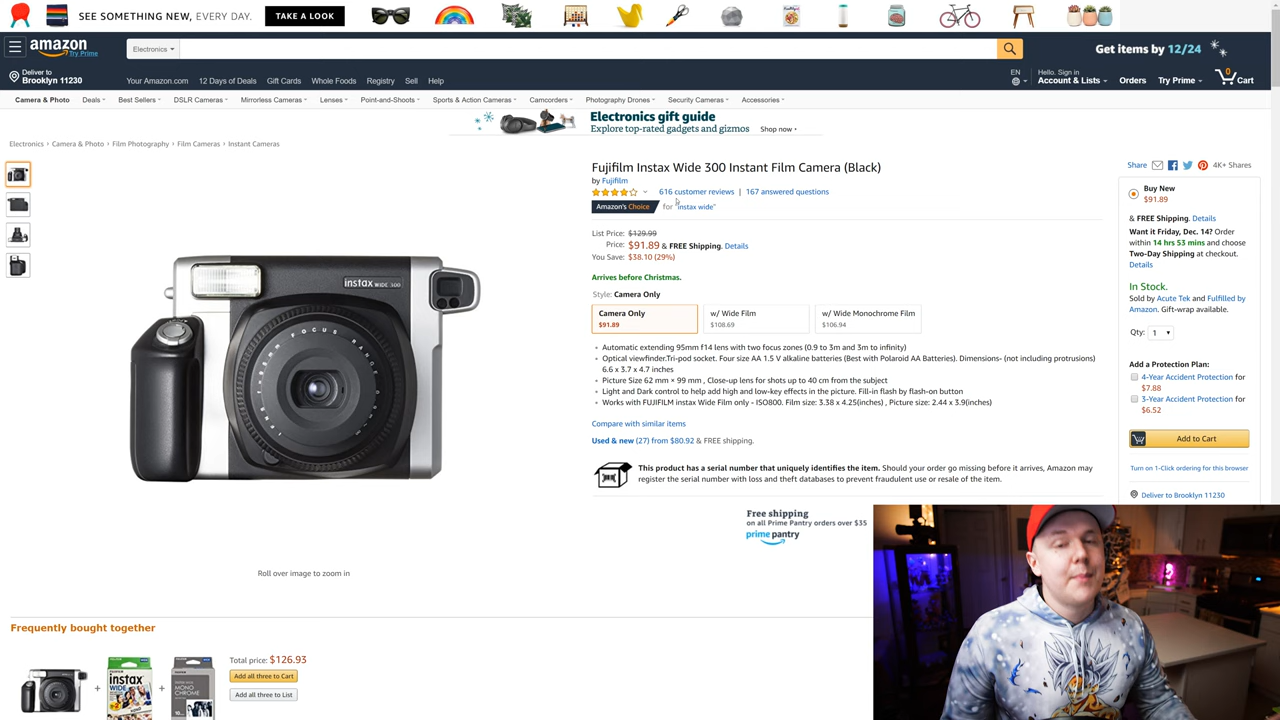 SEE SOMETHING NEW, EVERY DAY. TAKE A LOOK
amazon
Try Prime
Electronics
Get items by 12/24
Deliver to
Brooklyn 11230
Your Amazon.com 12 Days of Deals Gift Cards Whole Foods Registry Sell Help
EN
Hello. Sign in
Account & Lists
Orders
Try Prime
0
Cart
Camera & Photo Deals Best Sellers DSLR Cameras Mirrorless Cameras Lenses Point-and-Shoots Sports & Action Cameras Camcorders Photography Drones Security Cameras Accessories
Electronics gift guide
Explore top-rated gadgets and gizmos
Shop now
Electronics › Camera & Photo › Film Photography › Film Cameras › Instant Cameras
instax WIDE 300
FOCUS
Roll over image to zoom in
Fujifilm Instax Wide 300 Instant Film Camera (Black)
by Fujifilm
616 customer reviews | 167 answered questions
Amazon's Choice for "instax wide"
List Price: $129.99
Price: $91.89 & FREE Shipping. Details
You Save: $38.10 (29%)
Arrives before Christmas.
Style: Camera Only
Camera Only
$91.89
w/ Wide Film
$108.69
w/ Wide Monochrome Film
$106.94
Automatic extending 95mm f14 lens with two focus zones (0.9 to 3m and 3m to infinity)
Optical viewfinder.Tri-pod socket. Four size AA 1.5 V alkaline batteries (Best with Polaroid AA Batteries). Dimensions- (not including protrusions)
6.6 x 3.7 x 4.7 inches
Picture Size 62 mm × 99 mm , Close-up lens for shots up to 40 cm from the subject
Light and Dark control to help add high and low-key effects in the picture. Fill-in flash by flash-on button
Works with FUJIFILM instax Wide Film only - ISO800. Film size: 3.38 x 4.25(inches) , Picture size: 2.44 x 3.9(inches)
Compare with similar items
Used & new (27) from $80.92 & FREE shipping.
This product has a serial number that uniquely identifies the item. Should your order go missing before it arrives, Amazon may
register the serial number with loss and theft databases to prevent fraudulent use or resale of the item.
Free shipping
on all Prime Pantry orders over $35
prime pantry
Share
4K+ Shares
Buy New
$91.89
& FREE Shipping. Details
Want it Friday, Dec. 14? Order
within 14 hrs 53 mins and choose
Two-Day Shipping at checkout.
Details
In Stock.
Sold by Acute Tek and Fulfilled by
Amazon. Gift-wrap available.
Qty: 1
Add a Protection Plan:
4-Year Accident Protection for
$7.88
3-Year Accident Protection for
$6.52
Add to Cart
Turn on 1-Click ordering for this browser
Deliver to Brooklyn 11230
Frequently bought together
instax
WIDE
MONO
CHROME
Total price: $126.93
Add all three to Cart
Add all three to List